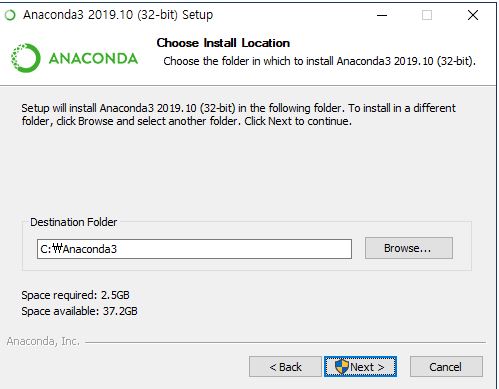 Anaconda3 2019.10 (32-bit) Setup
ANACONDA
Choose Install Location
Choose the folder in which to install Anaconda3 2019.10 (32-bit).
Setup will install Anaconda3 2019.10 (32-bit) in the following folder. To install in a different
folder, click Browse and select another folder. Click Next to continue.
Destination Folder
C:₩Anaconda3
Browse...
Space required: 2.5GB
Space available: 37.2GB
Anaconda, Inc.
< Back
Next >
Cancel